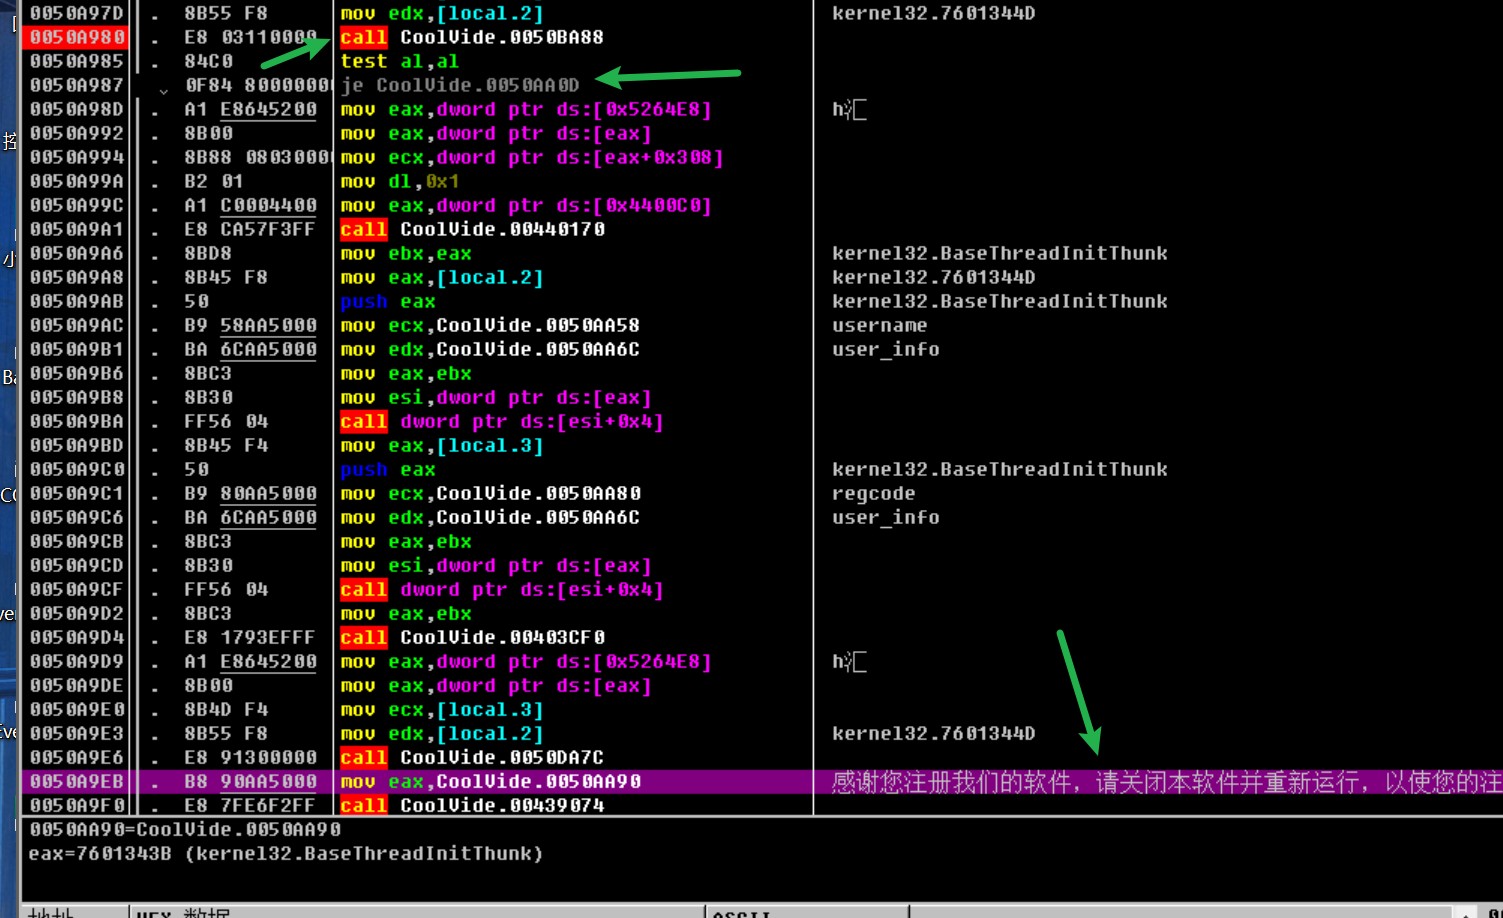 0050A97D . 8B55 F8 mov edx,[local.2] kernel32.7601344D
0050A980 . E8 03110000 call CoolVide.0050BA88
0050A985 . 84C0 test al,al
0050A987 . 0F84 8000000 je CoolVide.0050AA0D
0050A98D . A1 E8645200 mov eax,dword ptr ds:[0x5264E8]
0050A992 . 8B00 mov eax,dword ptr ds:[eax]
0050A994 . 8B88 0803000 mov ecx,dword ptr ds:[eax+0x308]
0050A99A . B2 01 mov dl,0x1
0050A99C . A1 C0004400 mov eax,dword ptr ds:[0x4400C0]
0050A9A1 . E8 CA57F3FF call CoolVide.00440170
0050A9A6 . 8BD8 mov ebx,eax kernel32.BaseThreadInitThunk
0050A9A8 . 8B45 F8 mov eax,[local.2] kernel32.7601344D
0050A9AB . 50 push eax kernel32.BaseThreadInitThunk
0050A9AC . B9 58AA5000 mov ecx,CoolVide.0050AA58 username
0050A9B1 . BA 6CAA5000 mov edx,CoolVide.0050AA6C user_info
0050A9B6 . 8BC3 mov eax,ebx
0050A9B8 . 8B30 mov esi,dword ptr ds:[eax]
0050A9BA . FF56 04 call dword ptr ds:[esi+0x4]
0050A9BD . 8B45 F4 mov eax,[local.3]
0050A9C0 . 50 push eax kernel32.BaseThreadInitThunk
0050A9C1 . B9 80AA5000 mov ecx,CoolVide.0050AA80 regcode
0050A9C6 . BA 6CAA5000 mov edx,CoolVide.0050AA6C user_info
0050A9CB . 8BC3 mov eax,ebx
0050A9CD . 8B30 mov esi,dword ptr ds:[eax]
0050A9CF . FF56 04 call dword ptr ds:[esi+0x4]
0050A9D2 . 8BC3 mov eax,ebx
0050A9D4 . E8 1793EFFF call CoolVide.00403CF0
0050A9D9 . A1 E8645200 mov eax,dword ptr ds:[0x5264E8]
0050A9DE . 8B00 mov eax,dword ptr ds:[eax]
0050A9E0 . 8B4D F4 mov ecx,[local.3]
0050A9E3 . 8B55 F8 mov edx,[local.2] kernel32.7601344D
0050A9E6 . E8 91300000 call CoolVide.0050DA7C
0050A9EB . B8 90AA5000 mov eax,CoolVide.0050AA90 感谢您注册我们的软件，请关闭本软件并重新运行，以使您的注
0050A9F0 . E8 7FE6F2FF call CoolVide.00439074
0050AA90=CoolVide.0050AA90
eax=7601343B (kernel32.BaseThreadInitThunk)
地址 HEX 数据 ASCII